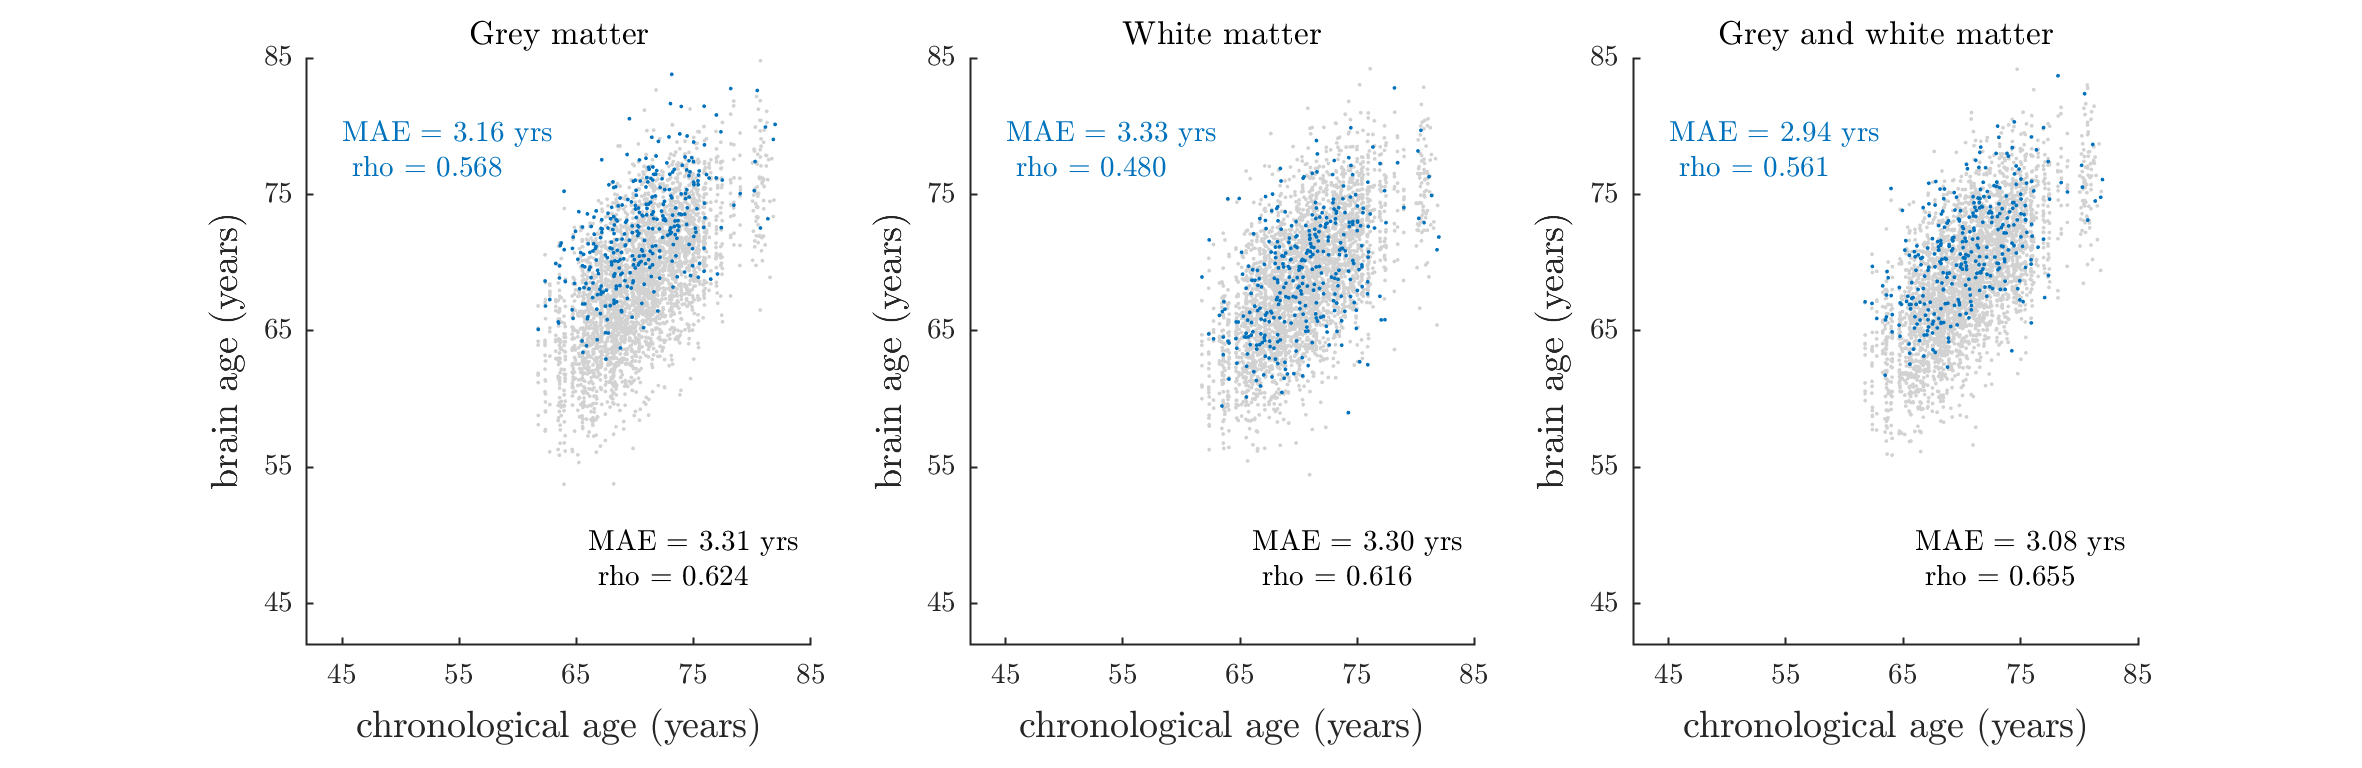 Grey matter
85
75
65
55
45
MAE = 3.16 yrs
rho = 0.568
MAE = 3.31 yrs
rho = 0.624
brain age (years)
45 55 65 75 85
chronological age (years)
White matter
85
75
65
55
45
MAE = 3.33 yrs
rho = 0.480
MAE = 3.30 yrs
rho = 0.616
brain age (years)
45 55 65 75 85
chronological age (years)
Grey and white matter
85
75
65
55
45
MAE = 2.94 yrs
rho = 0.561
MAE = 3.08 yrs
rho = 0.655
brain age (years)
45 55 65 75 85
chronological age (years)